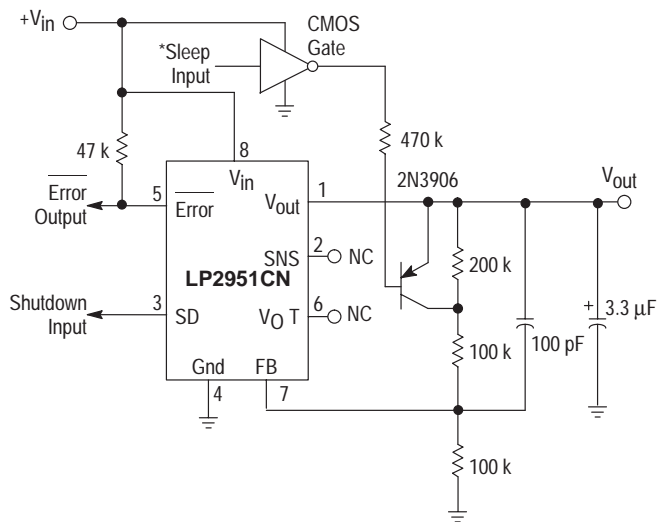 +Vin
CMOS
Gate
*Sleep
Input
470 k
47 k
8
Vin
2N3906
Vout
Error
Output
5
Error
Vout
1
SNS
2
NC
200 k
LP2951CN
Shutdown
Input
3
SD
VO T
6
NC
+
3.3 µF
100 k
100 pF
Gnd
FB
4
7
100 k